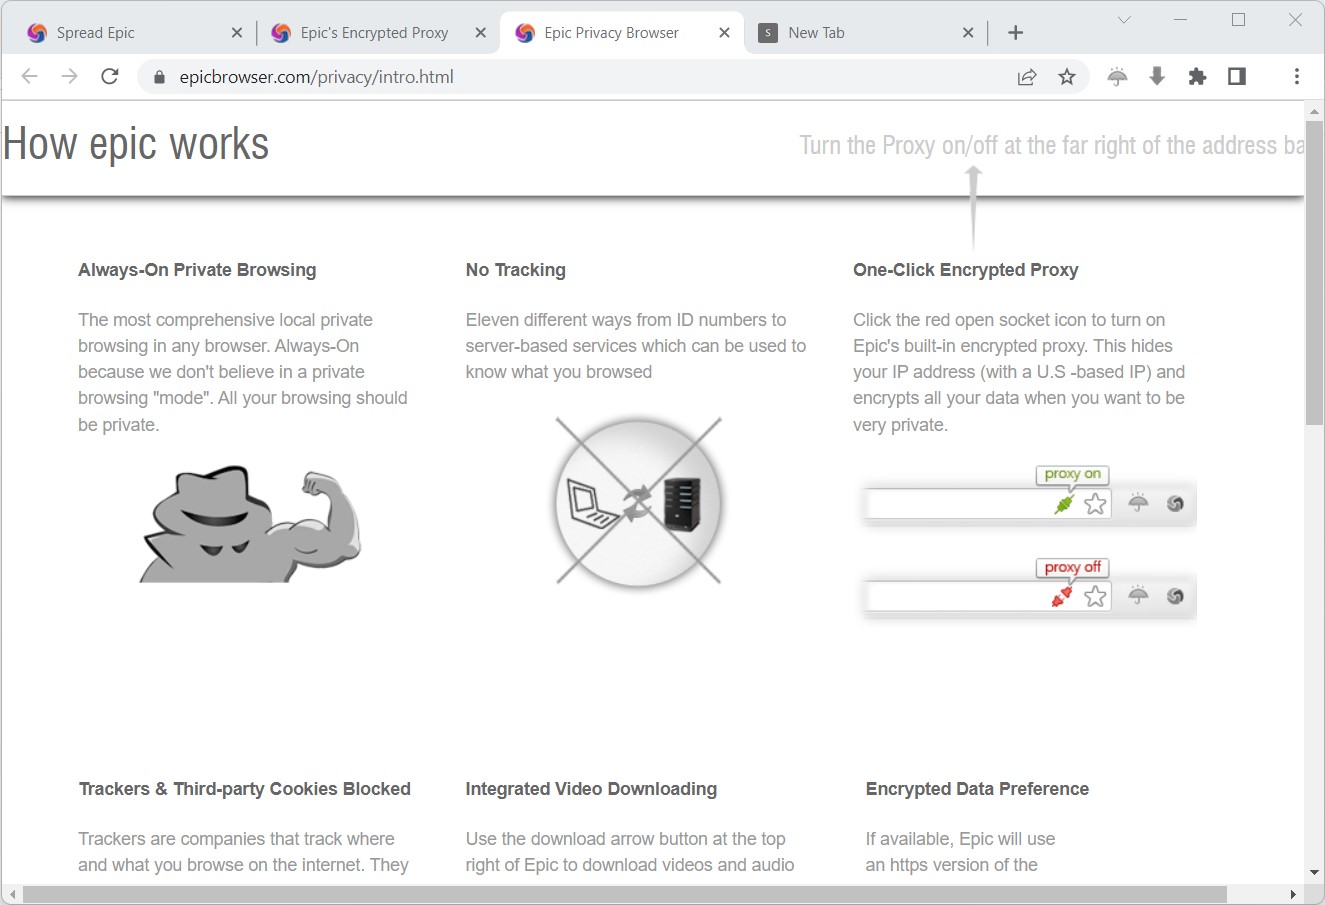 Spread Epic
Epic's Encrypted Proxy
Epic Privacy Browser
S
New Tab
epicbrowser.com/privacy/intro.html
How epic works
Turn the Proxy on/off at the far right of the address ba
Always-On Private Browsing
The most comprehensive local private
browsing in any browser. Always-On
because we don't believe in a private
browsing "mode". All your browsing should
be private.
No Tracking
Eleven different ways from ID numbers to
server-based services which can be used to
know what you browsed
One-Click Encrypted Proxy
Click the red open socket icon to turn on
Epic's built-in encrypted proxy. This hides
your IP address (with a U.S -based IP) and
encrypts all your data when you want to be
very private.
proxy on
proxy off
Trackers & Third-party Cookies Blocked
Trackers are companies that track where
and what you browse on the internet. They
Integrated Video Downloading
Use the download arrow button at the top
right of Epic to download videos and audio
Encrypted Data Preference
If available, Epic will use
an https version of the